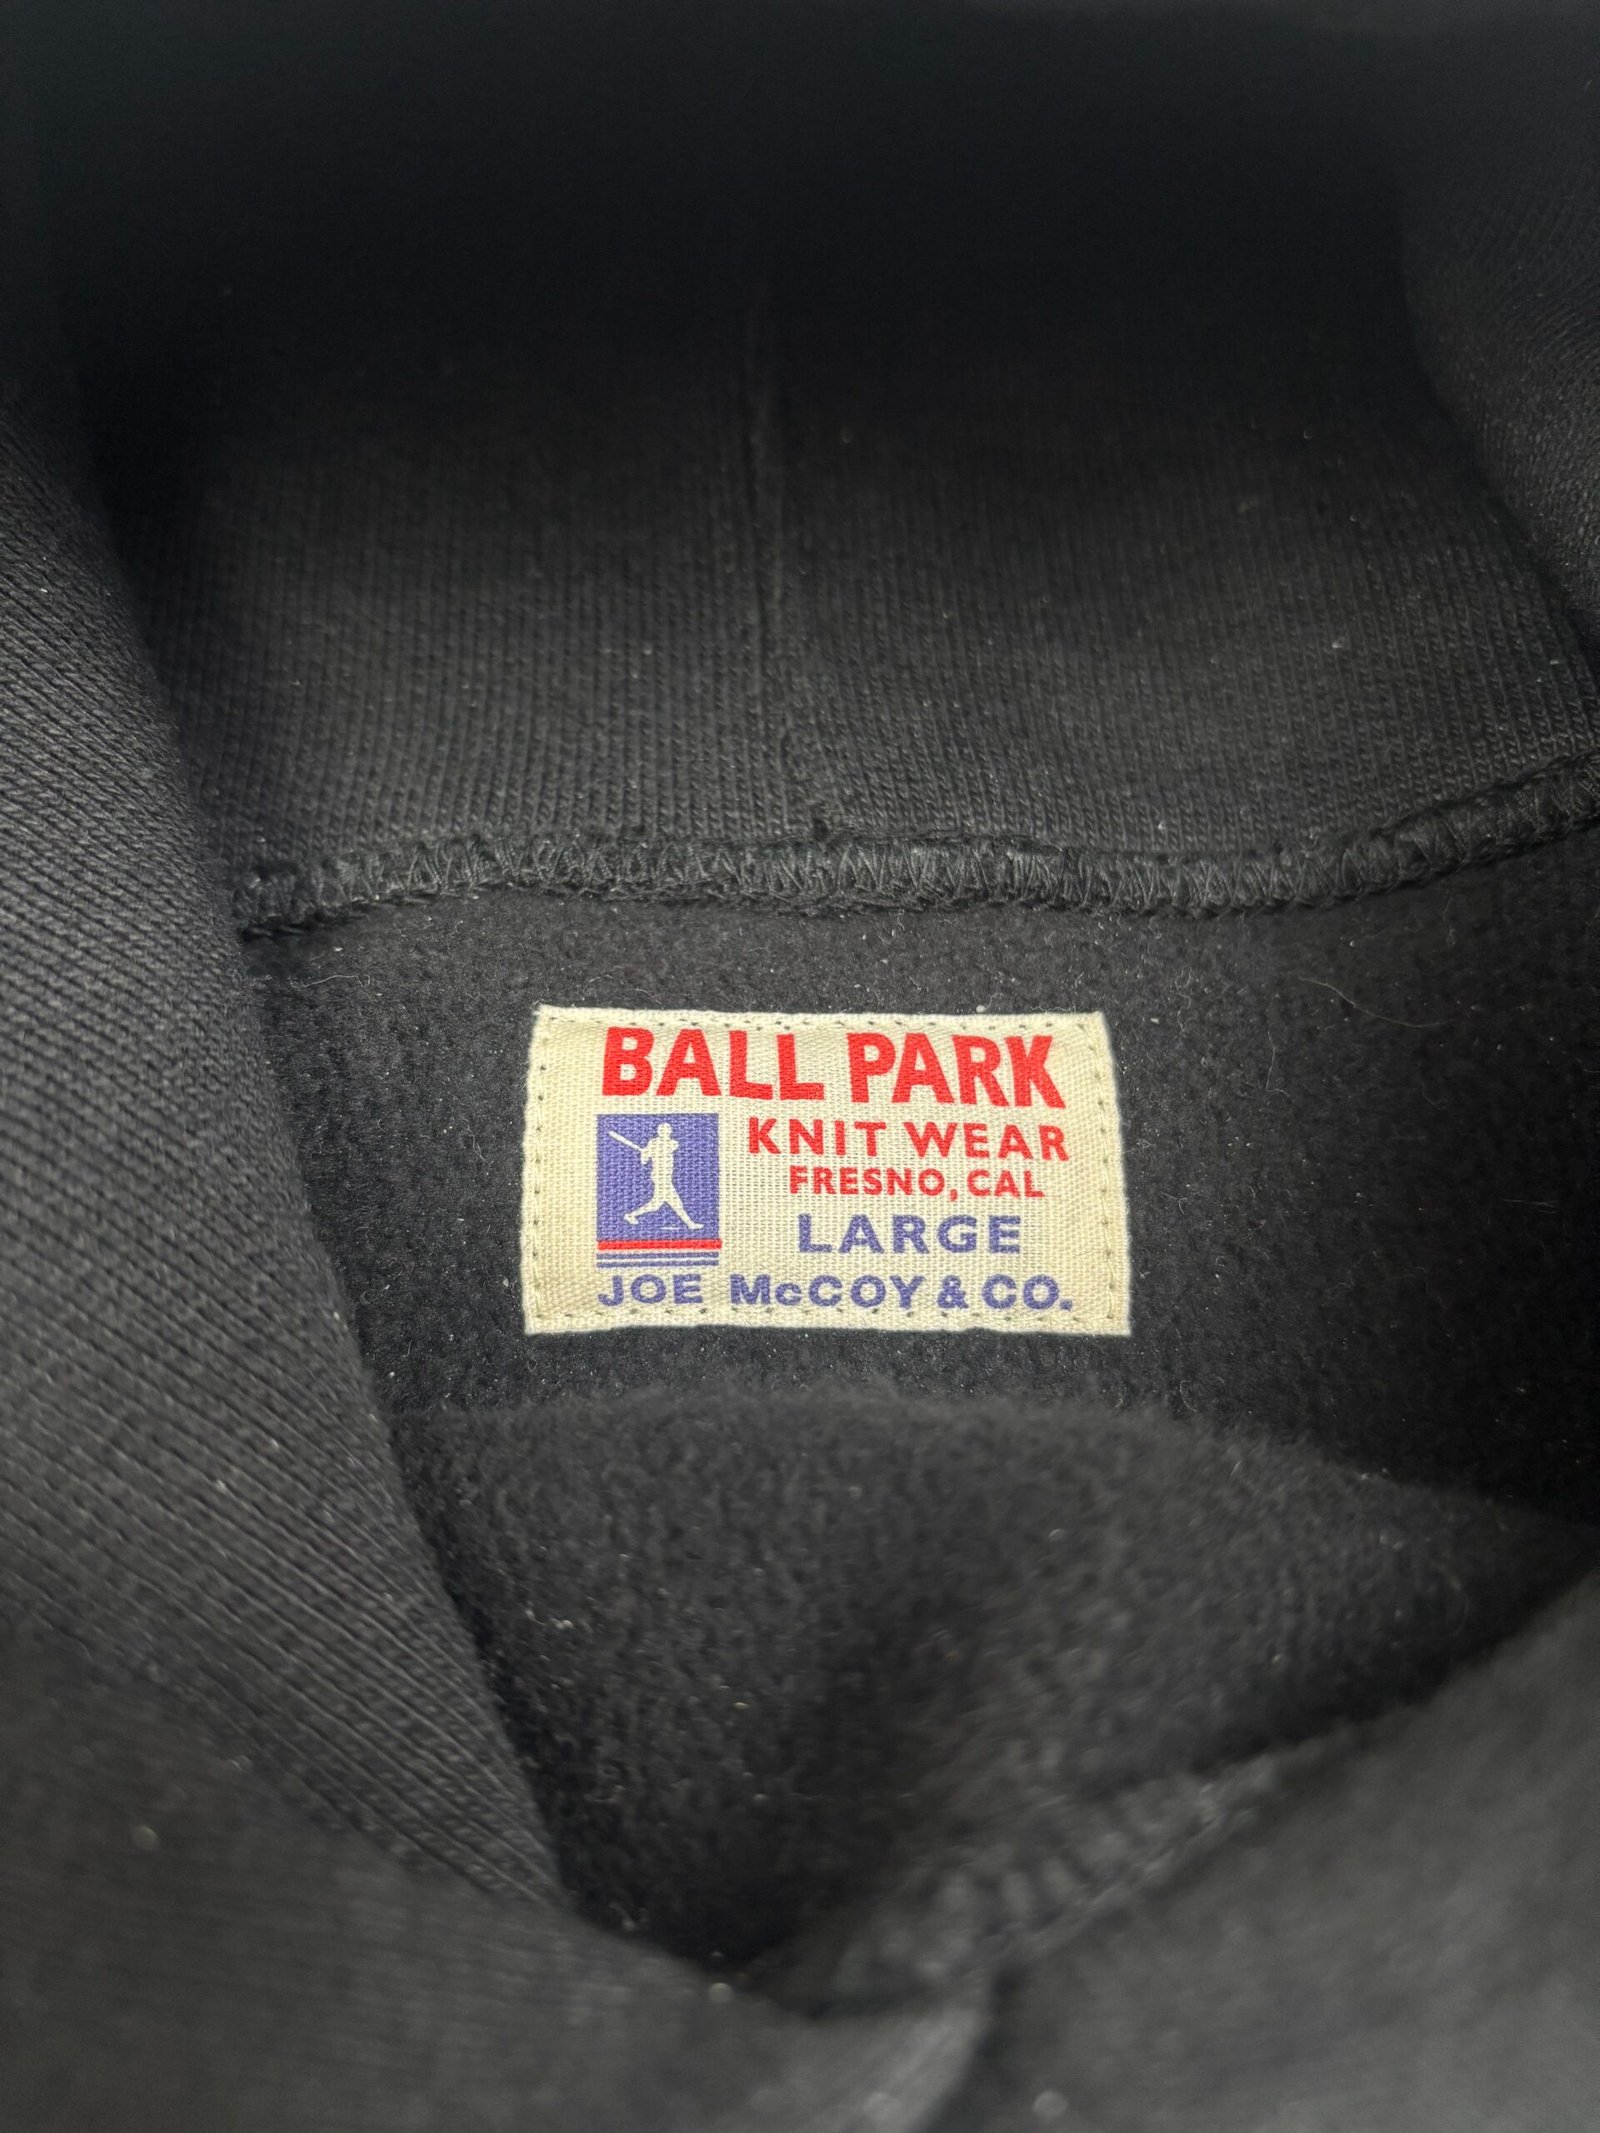 BALL PARK
KNIT WEAR
FRESNO, CAL
LARGE
JOE McCOY & CO.